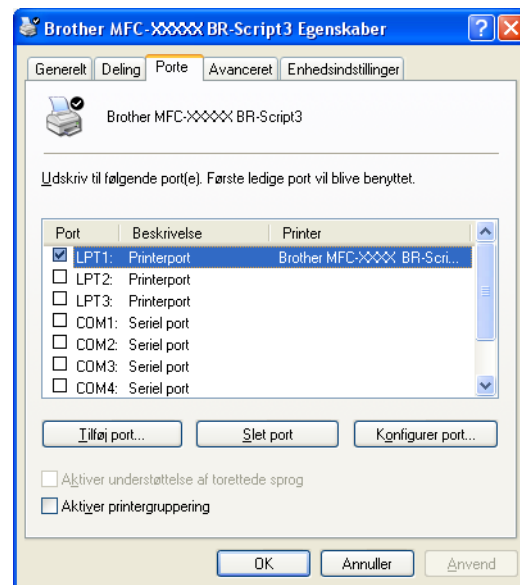 Brother MFC-XXXXX BR-Script3 Egenskaber
Generelt Deling Porte Avanceret Enhedsindstillinger
Brother MFC-XXXXX BR-Script3
Udskriv til følgende port(e). Første ledige port vil blive benyttet.
Port Beskrivelse Printer
LPT1: Printerport Brother MFC-XXXX BR-Scri...
LPT2: Printerport
LPT3: Printerport
COM1: Seriel port
COM2: Seriel port
COM3: Seriel port
COM4: Seriel port
Tilføj port... Slet port Konfigurer port...
Aktiver understøttelse af torettede sprog
Aktiver printergruppering
OK Annuller Anvend